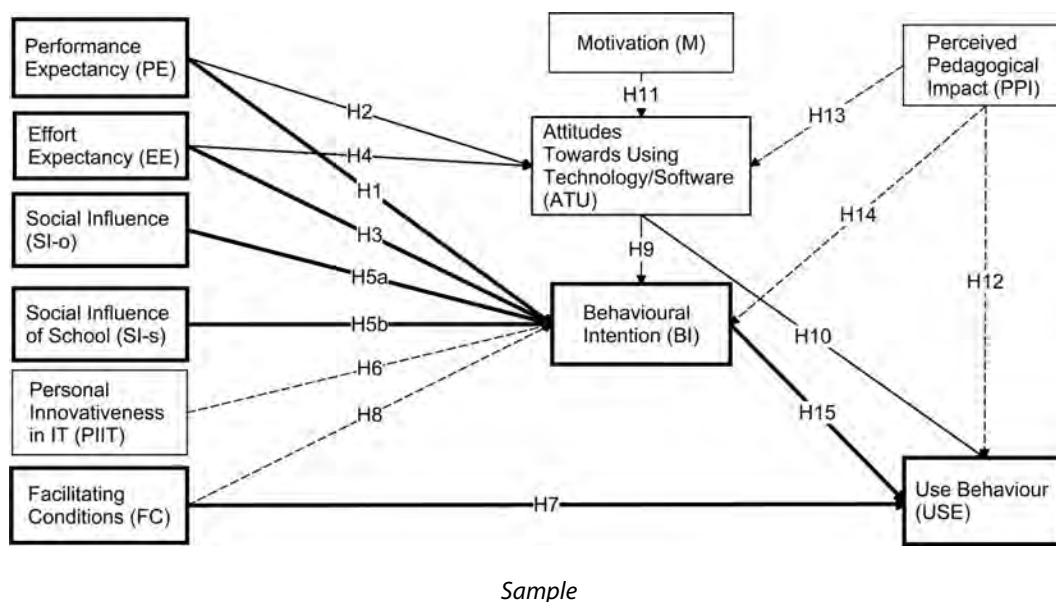 Performance
Expectancy (PE)
Motivation (M)
Perceived
Pedagogical
Impact (PPI)
H11
H2
H13
Effort
Expectancy (EE)
Attitudes
Towards Using
Technology/Software
(ATU)
H4
H1
Social Influence
(SI-o)
H3
H14
H9
H5a
H12
Social Influence
of School (SI-s)
H5b
Behavioural
Intention (BI)
H10
H6
Personal
Innovativeness
in IT (PIIT)
H8
H15
Facilitating
Conditions (FC)
H7
Use Behaviour
(USE)
Sample